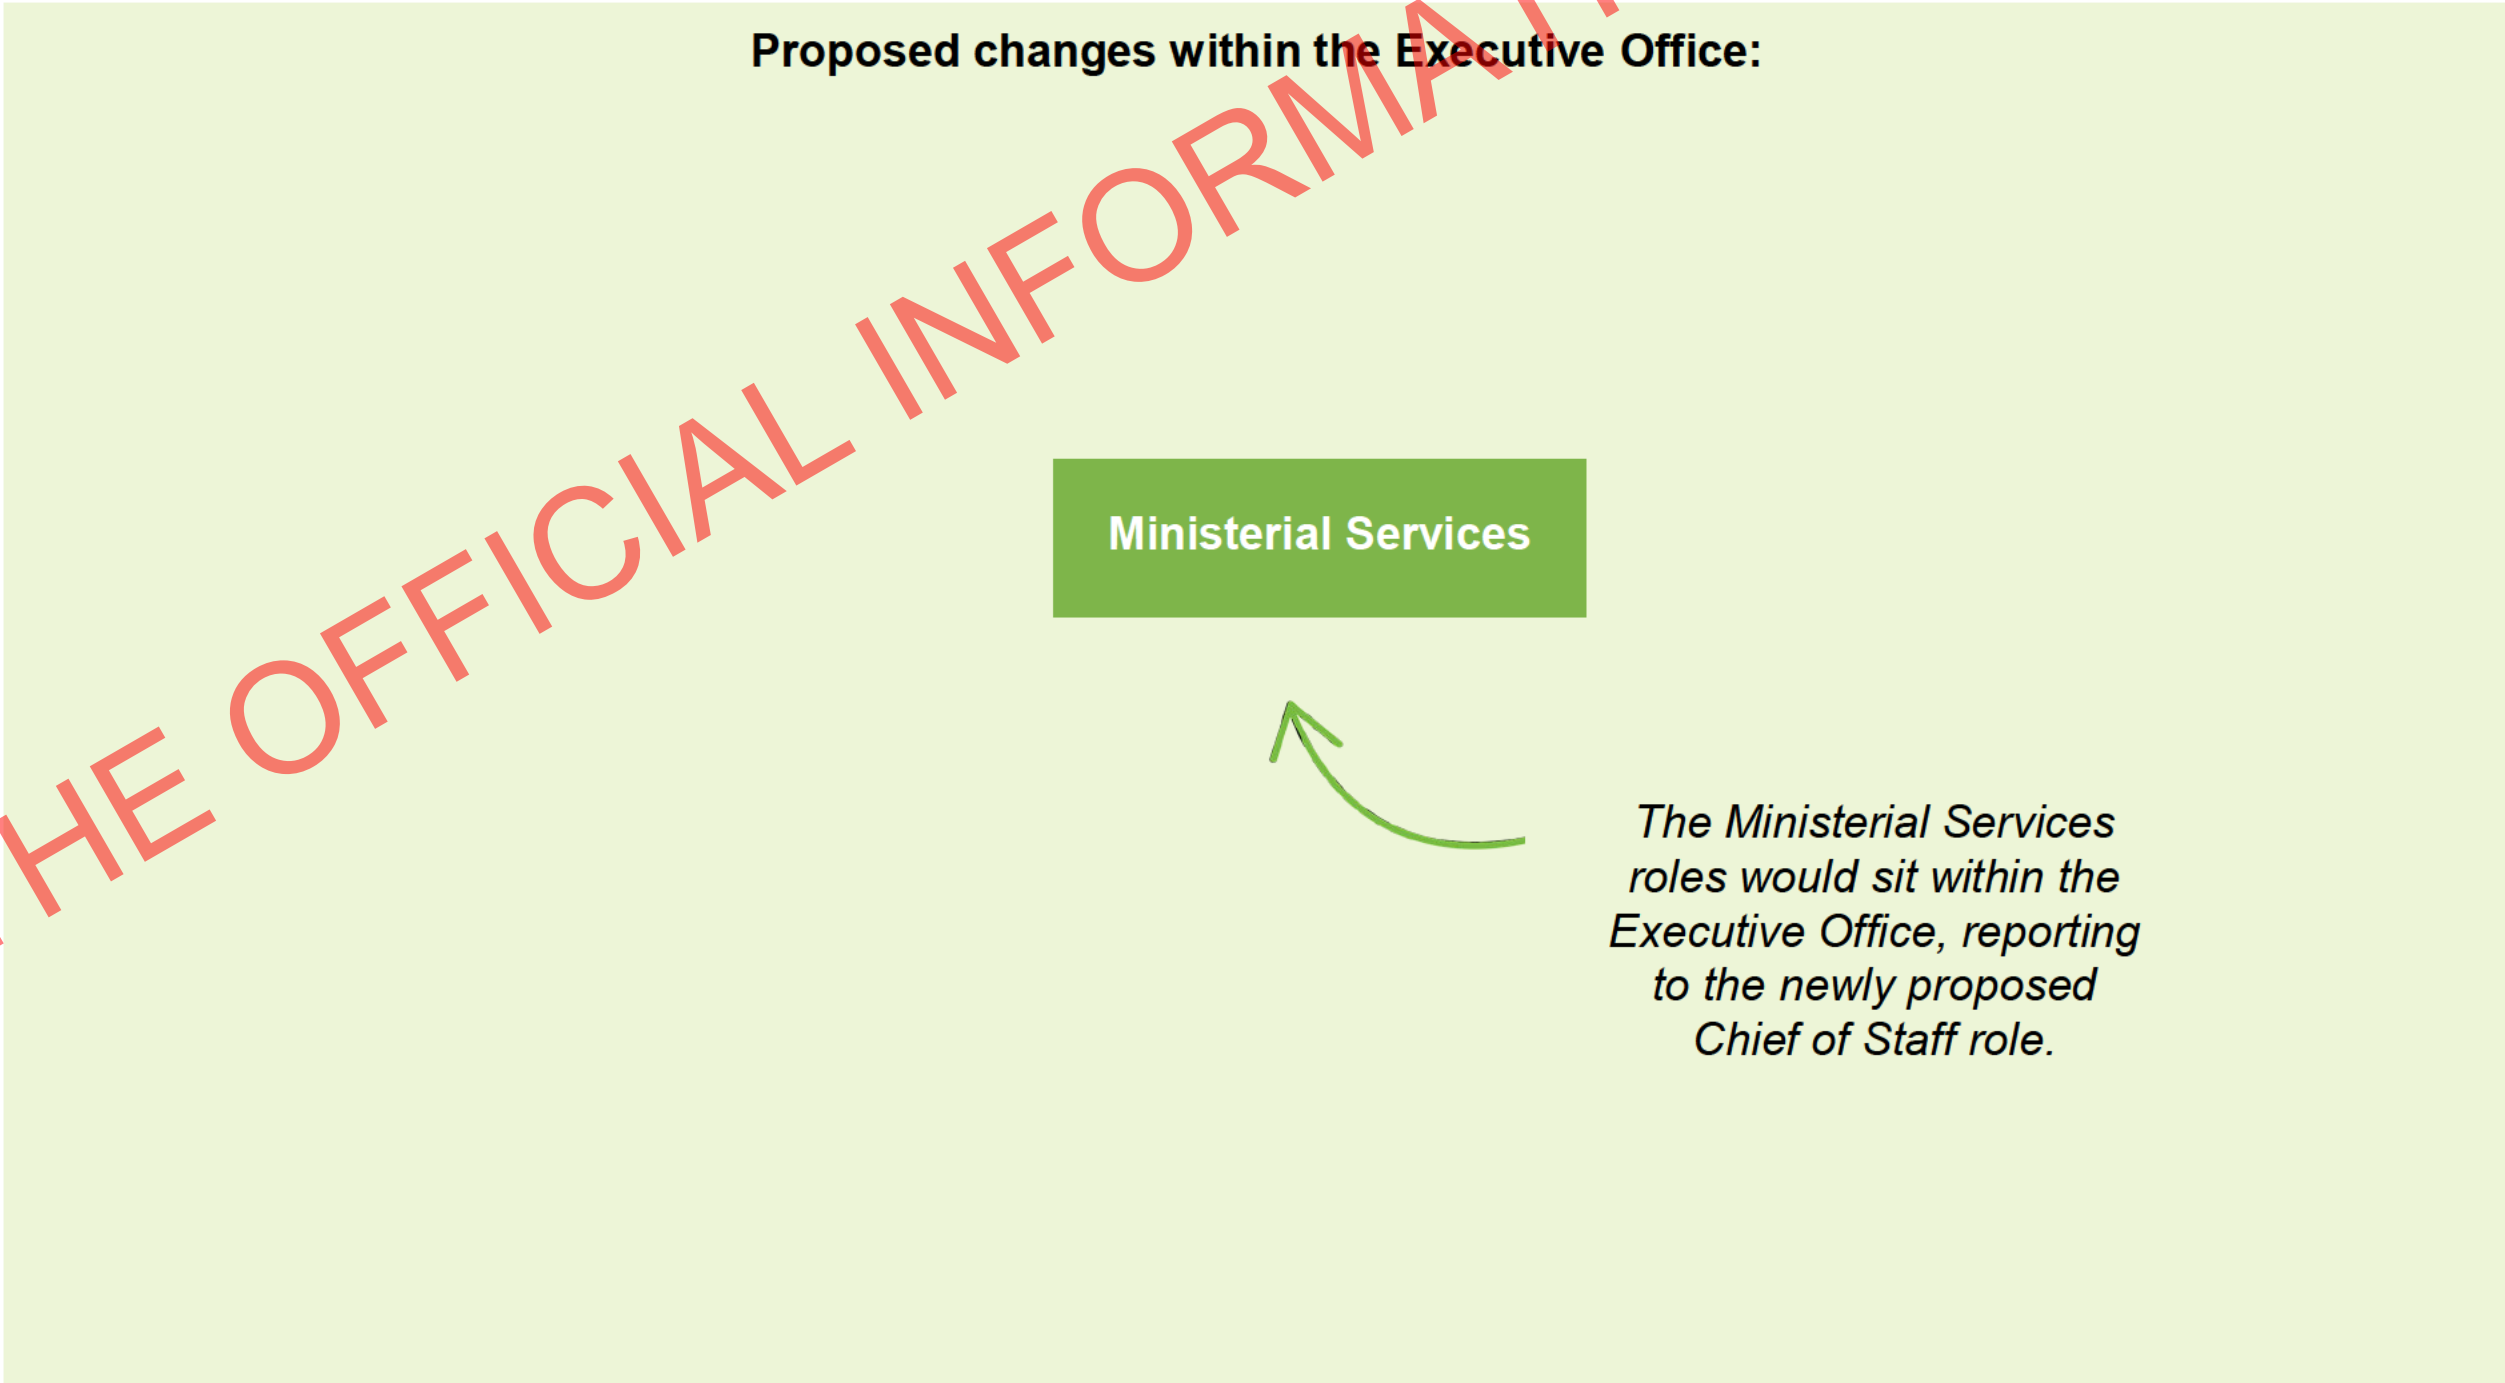 Proposed changes within the Executive Office:
HE OFFICIAL INFORMAT
Ministerial Services
The Ministerial Services
roles would sit within the
Executive Office, reporting
to the newly proposed
Chief of Staff role.